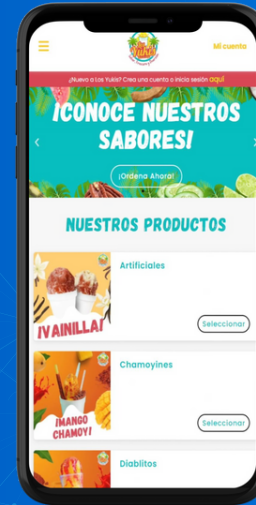 Yukis
Mi cuenta
¿Nuevo a Los Yukis? Crea una cuenta o inicia sesión aquí
¡CONOCE NUESTROS
SABORES!
¡Ordena Ahora!
NUESTROS PRODUCTOS
Artificiales
¡VAINILLA!
Seleccionar
Chamoyines
¡MANGO
CHAMOY!
Seleccionar
Diablitos